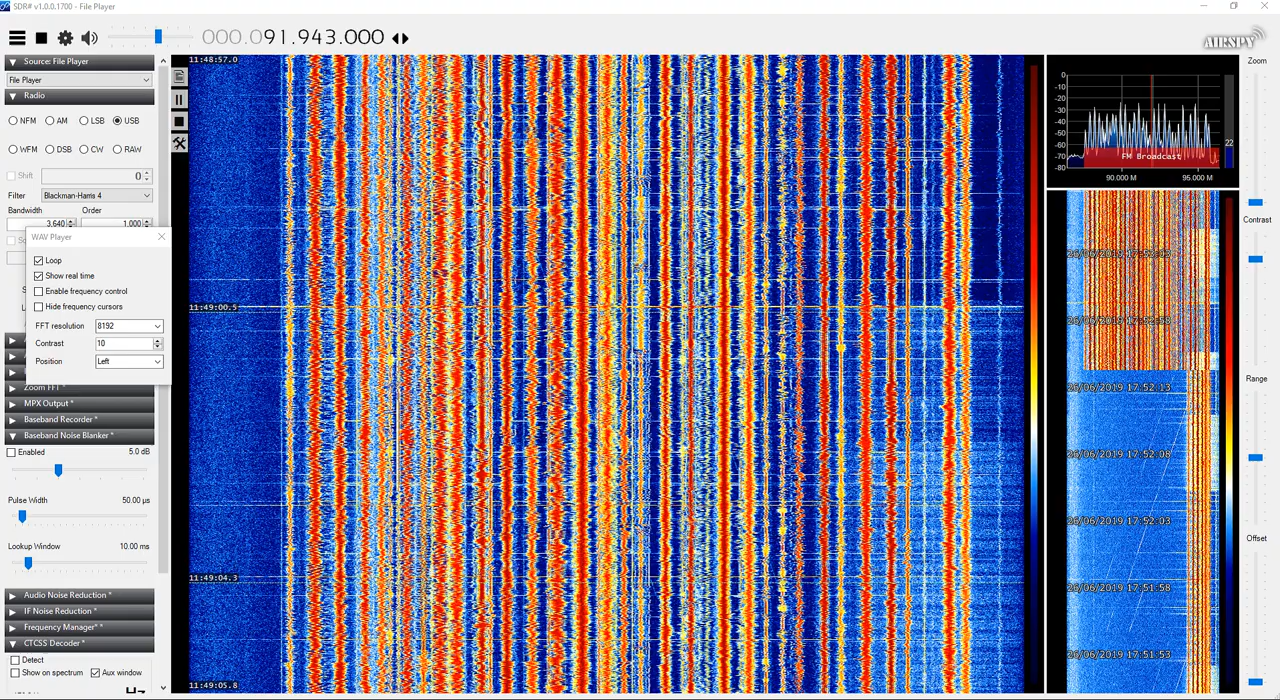 SDR# v1.0.0.1700 - File Player
000.091.943.000
AIRSPY
Source: File Player
File Player
Radio
NFM AM LSB USB
WFM DSB CW RAW
Shift 0
Filter Blackman-Harris 4
Bandwidth Order
3,640 1,000
WAV Player
Loop
Show real time
Enable frequency control
Hide frequency cursors
FFT resolution 8192
Contrast 10
Position Left
Zoom FFT *
MPX Output *
Baseband Recorder *
Baseband Noise Blanker *
Enabled 5.0 dB
Pulse Width 50.00 µs
Lookup Window 10.00 ms
Audio Noise Reduction *
IF Noise Reduction *
Frequency Manager* *
CTCSS Decoder *
Detect
Show on spectrum Aux window
Hz
11:48:57.0
11:49:00.5
11:49:04.3
11:49:05.8
0
-10
-20
-30
-40
-50
-60
-70
-80
22
FM Broadcast
90.000 M 95.000 M
26/06/2019 17:52:13
26/06/2019 17:52:08
26/06/2019 17:52:03
26/06/2019 17:51:58
26/06/2019 17:51:53
Zoom
Contrast
Range
Offset